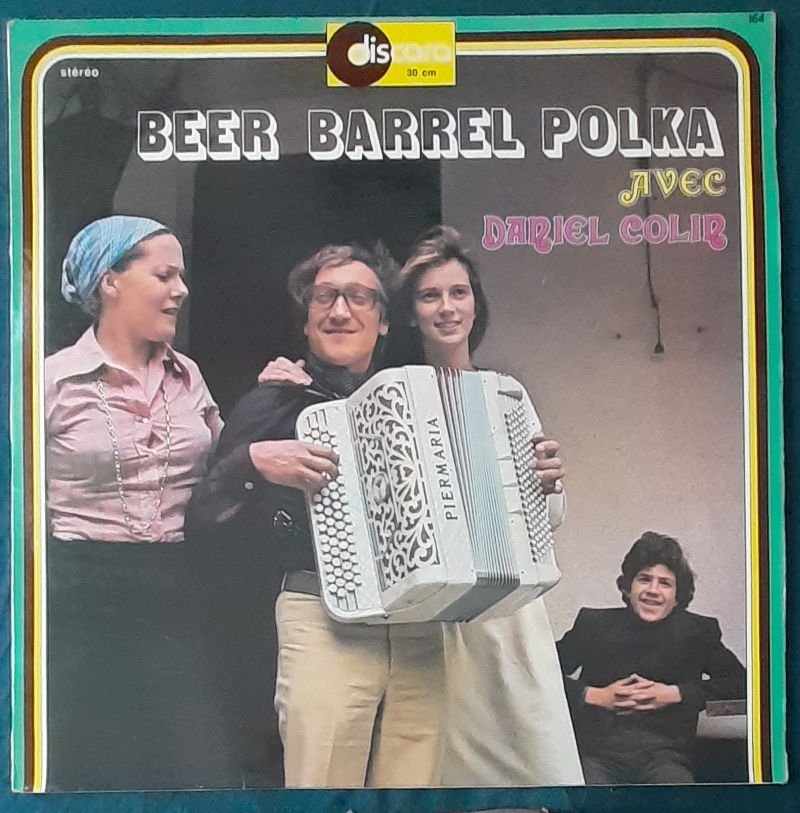 164
discora
30 cm
stéréo
BEER BARREL POLKA
AVEC
DANIEL COLIN
PIERMARIA